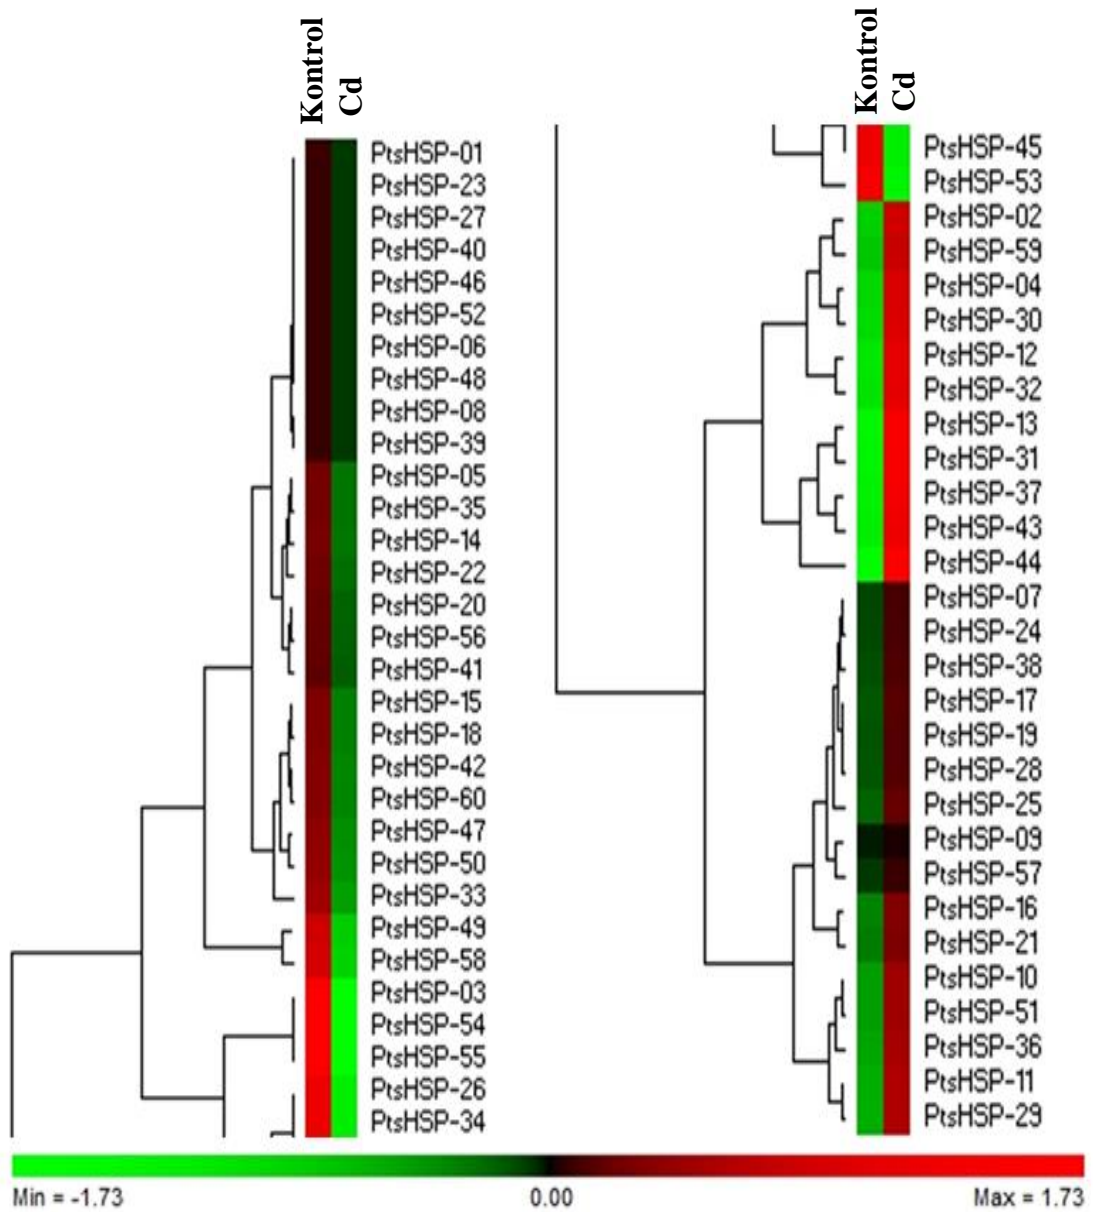 Kontrol
Cd
PtsHSP-01
PtsHSP-23
PtsHSP-27
PtsHSP-40
PtsHSP-46
PtsHSP-52
PtsHSP-06
PtsHSP-48
PtsHSP-08
PtsHSP-39
PtsHSP-05
PtsHSP-35
PtsHSP-14
PtsHSP-22
PtsHSP-20
PtsHSP-56
PtsHSP-41
PtsHSP-15
PtsHSP-18
PtsHSP-42
PtsHSP-60
PtsHSP-47
PtsHSP-50
PtsHSP-33
PtsHSP-49
PtsHSP-58
PtsHSP-03
PtsHSP-54
PtsHSP-55
PtsHSP-26
PtsHSP-34
Kontrol
Cd
PtsHSP-45
PtsHSP-53
PtsHSP-02
PtsHSP-59
PtsHSP-04
PtsHSP-30
PtsHSP-12
PtsHSP-32
PtsHSP-13
PtsHSP-31
PtsHSP-37
PtsHSP-43
PtsHSP-44
PtsHSP-07
PtsHSP-24
PtsHSP-38
PtsHSP-17
PtsHSP-19
PtsHSP-28
PtsHSP-25
PtsHSP-09
PtsHSP-57
PtsHSP-16
PtsHSP-21
PtsHSP-10
PtsHSP-51
PtsHSP-36
PtsHSP-11
PtsHSP-29
Min = -1.73
0.00
Max = 1.73